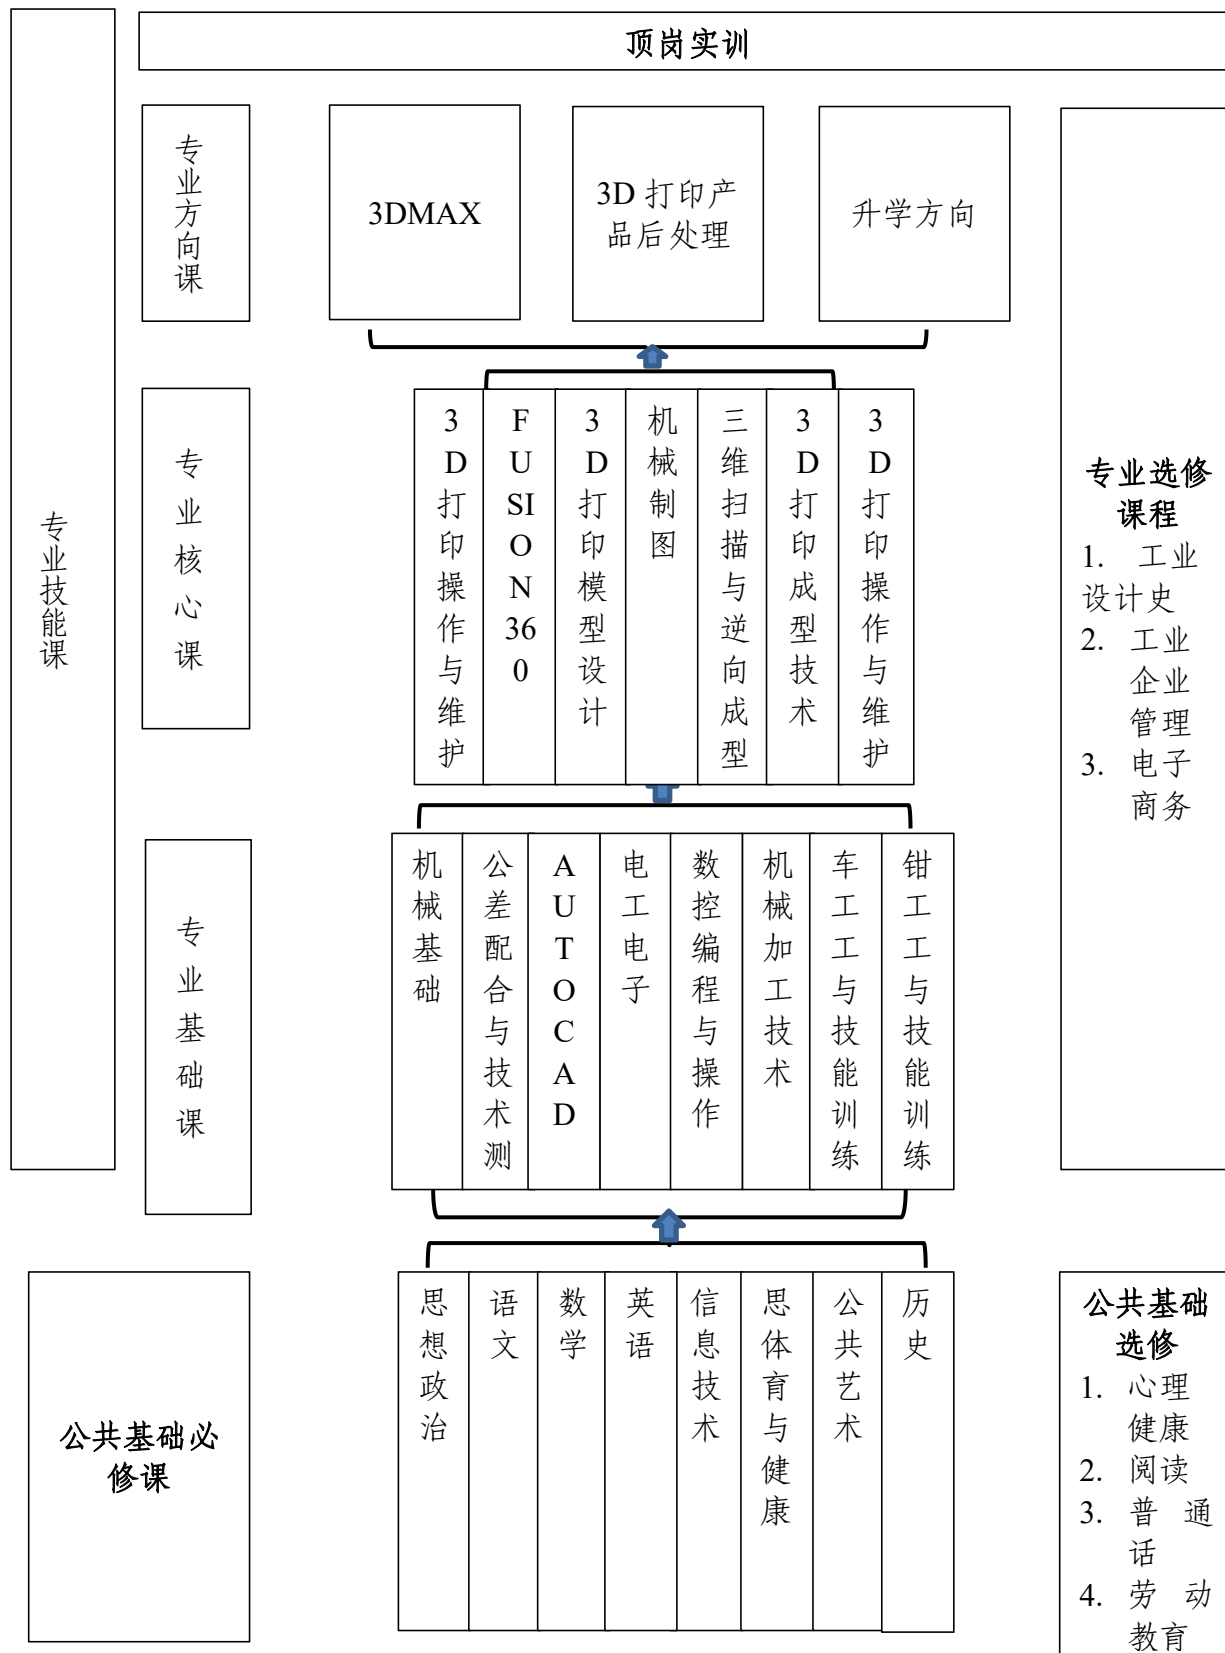 顶岗实训
专业技能课
专业方向课
3DMAX
3D 打印产
品后处理
升学方向
专业核心课
3D打印操作与维护
FUSION360
3D打印模型设计
机械制图
三维扫描与逆向成型
3D打印成型技术
3D打印操作与维护
专业选修
课程
1. 工业
设计史
2. 工业
企业
管理
3. 电子
商务
专业基础课
机械基础
公差配合与技术测
AUTOCAD
电工电子
数控编程与操作
机械加工技术
车工工与技能训练
钳工工与技能训练
公共基础必
修课
思想政治
语文
数学
英语
信息技术
思体育与健康
公共艺术
历史
公共基础
选修
1. 心理
健康
2. 阅读
3. 普通
话
4. 劳动
教育